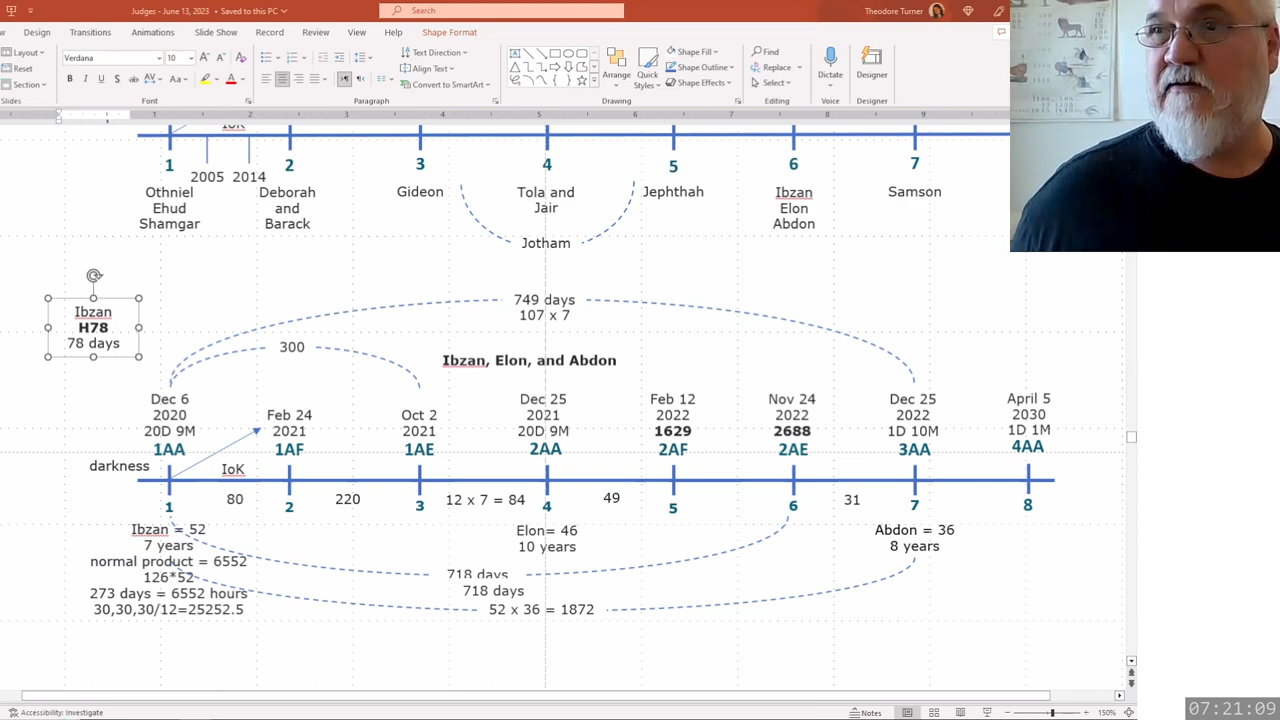 Judges - June 13, 2023 • Saved to this PC
Search
Theodore Turner
Design Transitions Animations Slide Show Record Review View Help Shape Format
Layout
Reset
Section
Slides
Verdana 10
Font
Text Direction
Align Text
Convert to SmartArt
Paragraph
Arrange
Quick Styles
Shape Fill
Shape Outline
Shape Effects
Drawing
Find
Replace
Select
Editing
Dictate
Voice
Designer
Designer
1 2 3 4 5 6 7
2005 2014
Othniel
Ehud
Shamgar
Deborah
and
Barack
Gideon
Tola and
Jair
Jephthah
Ibzan
Elon
Abdon
Samson
Jotham
Ibzan
H78
78 days
749 days
107 x 7
300
Ibzan, Elon, and Abdon
Dec 6
2020
20D 9M
1AA
Feb 24
2021
1AF
Oct 2
2021
1AE
Dec 25
2021
20D 9M
2AA
Feb 12
2022
1629
2AF
Nov 24
2022
2688
2AE
Dec 25
2022
1D 10M
3AA
April 5
2030
1D 1M
4AA
darkness
IoK
80 220 12 x 7 = 84 49 31
1 2 3 4 5 6 7 8
Ibzan = 52
7 years
normal product = 6552
126*52
273 days = 6552 hours
30,30,30/12=25252.5
Elon= 46
10 years
Abdon = 36
8 years
718 days
718 days
52 x 36 = 1872
Accessibility: Investigate
Notes
150%
07:21:09